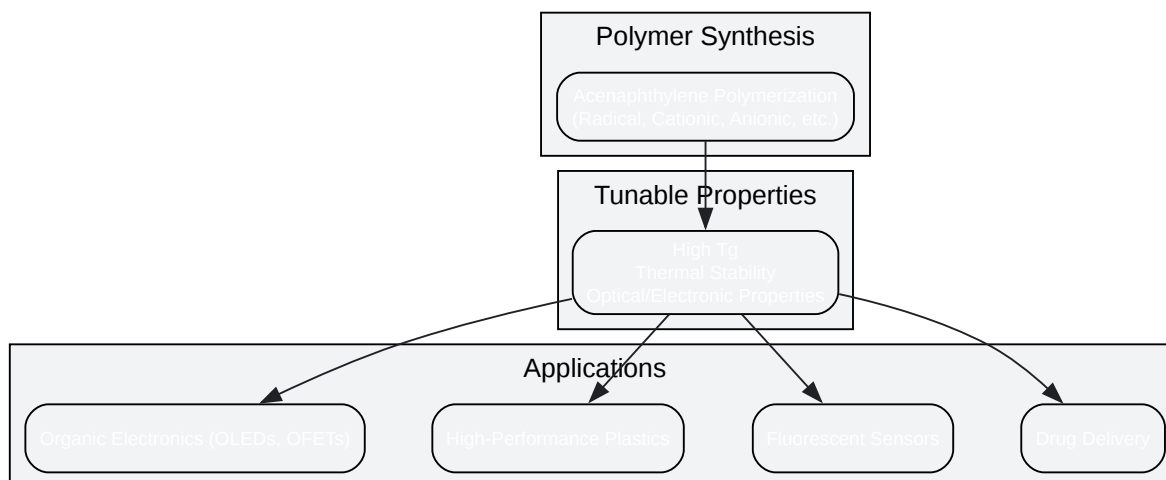 Polymer Synthesis
Acenaphthylene Polymerization
(Radical, Cationic, Anionic, etc.)
Tunable Properties
High Tg
Thermal Stability
Optical/Electronic Properties
Applications
Organic Electronics (OLEDs, OFETs)
High-Performance Plastics
Fluorescent Sensors
Drug Delivery